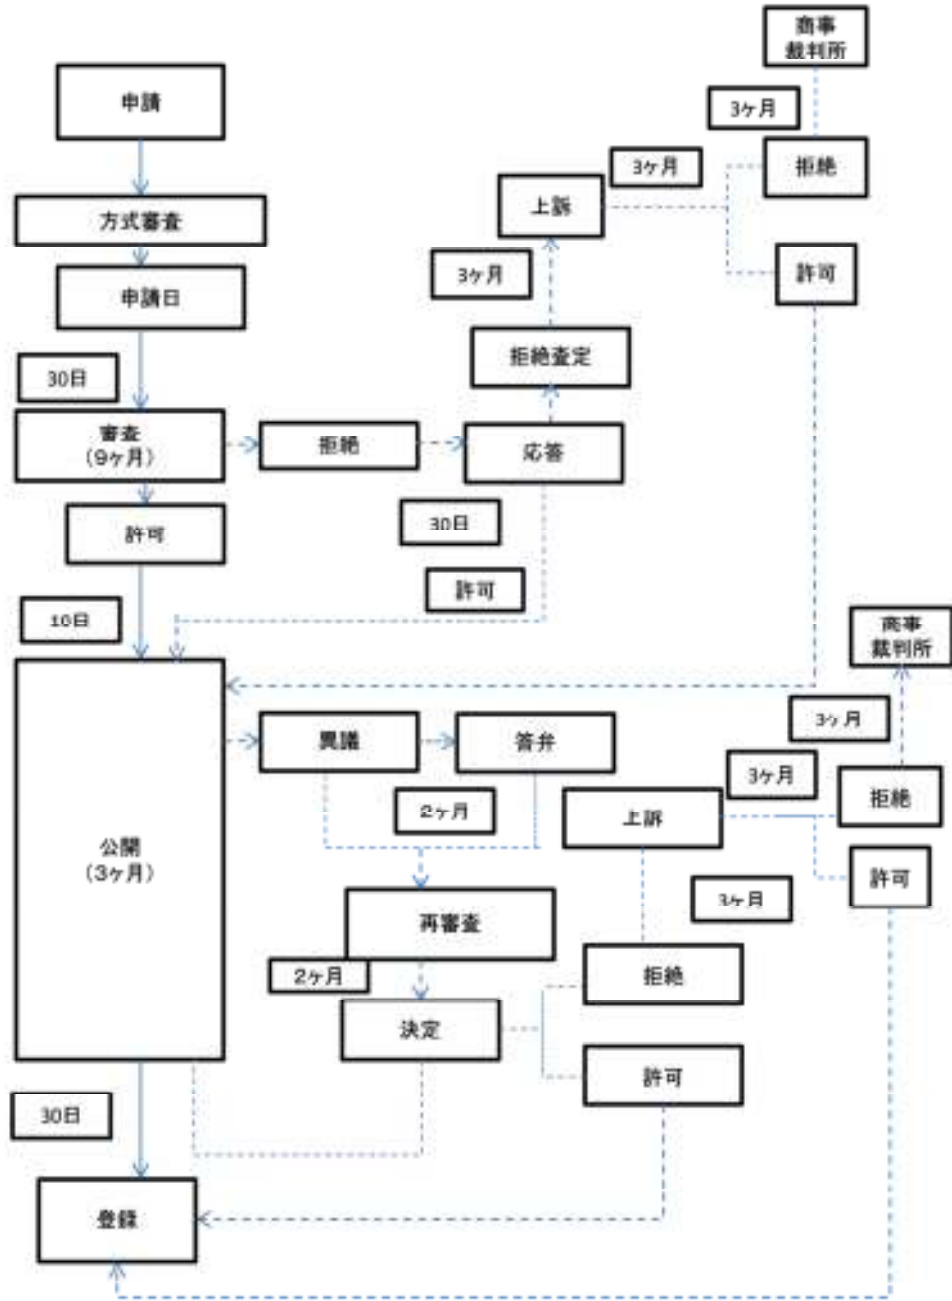 商事
裁判所
申請
3ヶ月
3ヶ月
拒絶
方式審査
上訴
3ヶ月
許可
申請日
拒絶査定
30日
審査
（9ヶ月）
拒絶
応答
許可
30日
許可
10日
商事
裁判所
公開
（3ヶ月）
異議
答弁
3ヶ月
3ヶ月
拒絶
2ヶ月
上訴
許可
3ヶ月
再審査
2ヶ月
拒絶
決定
許可
30日
登録